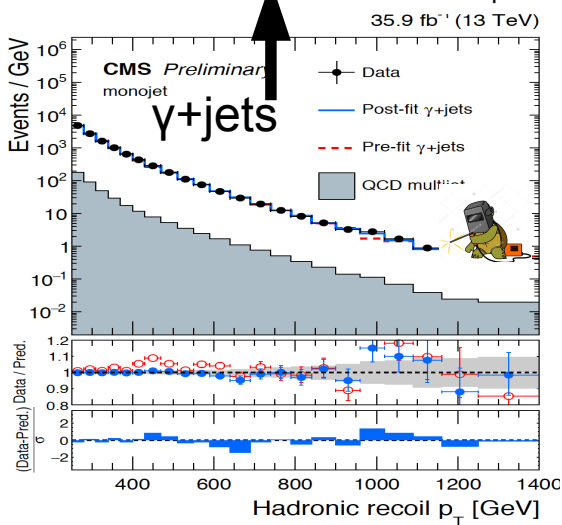 35.9 fb⁻¹ (13 TeV)
Events / GeV
10⁶
10⁵
10⁴
10³
10²
10
1
10⁻¹
10⁻²
CMS Preliminary
monojet
γ+jets
Data
Post-fit γ+jets
Pre-fit γ+jets
QCD
Data / Pred.
1.2
1.1
1.0
0.9
0.8
(Data-Pred.)
σ
2
0
−2
400 600 800 1000 1200 1400
Hadronic recoil p_T [GeV]